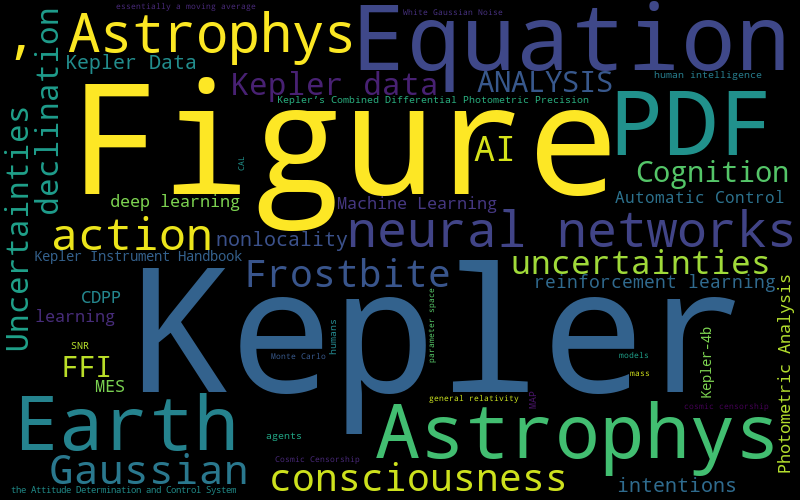 essentially a moving average
White Gaussian Noise
, Astrophys
Equation
Kepler Data
human intelligence
Kepler data
ANALYSIS
Kepler's Combined Differential Photometric Precision
declination
Uncertainties
Figure
PDF
AI
CAL
Cognition
deep learning
Machine Learning
Automatic Control
action
nonlocality
neural networks
Kepler Instrument Handbook
Frostbite
uncertainties
reinforcement learning
CDPP
Kepler
learning
humans
parameter space
Photometric Analysis
Kepler-4b
SNR
FFI
Monte Carlo
models
mass
MES
general relativity
MAP
Earth
Astrophys
cosmic censorship
agents
Gaussian
Cosmic Censorship
consciousness
intentions
the Attitude Determination and Control System